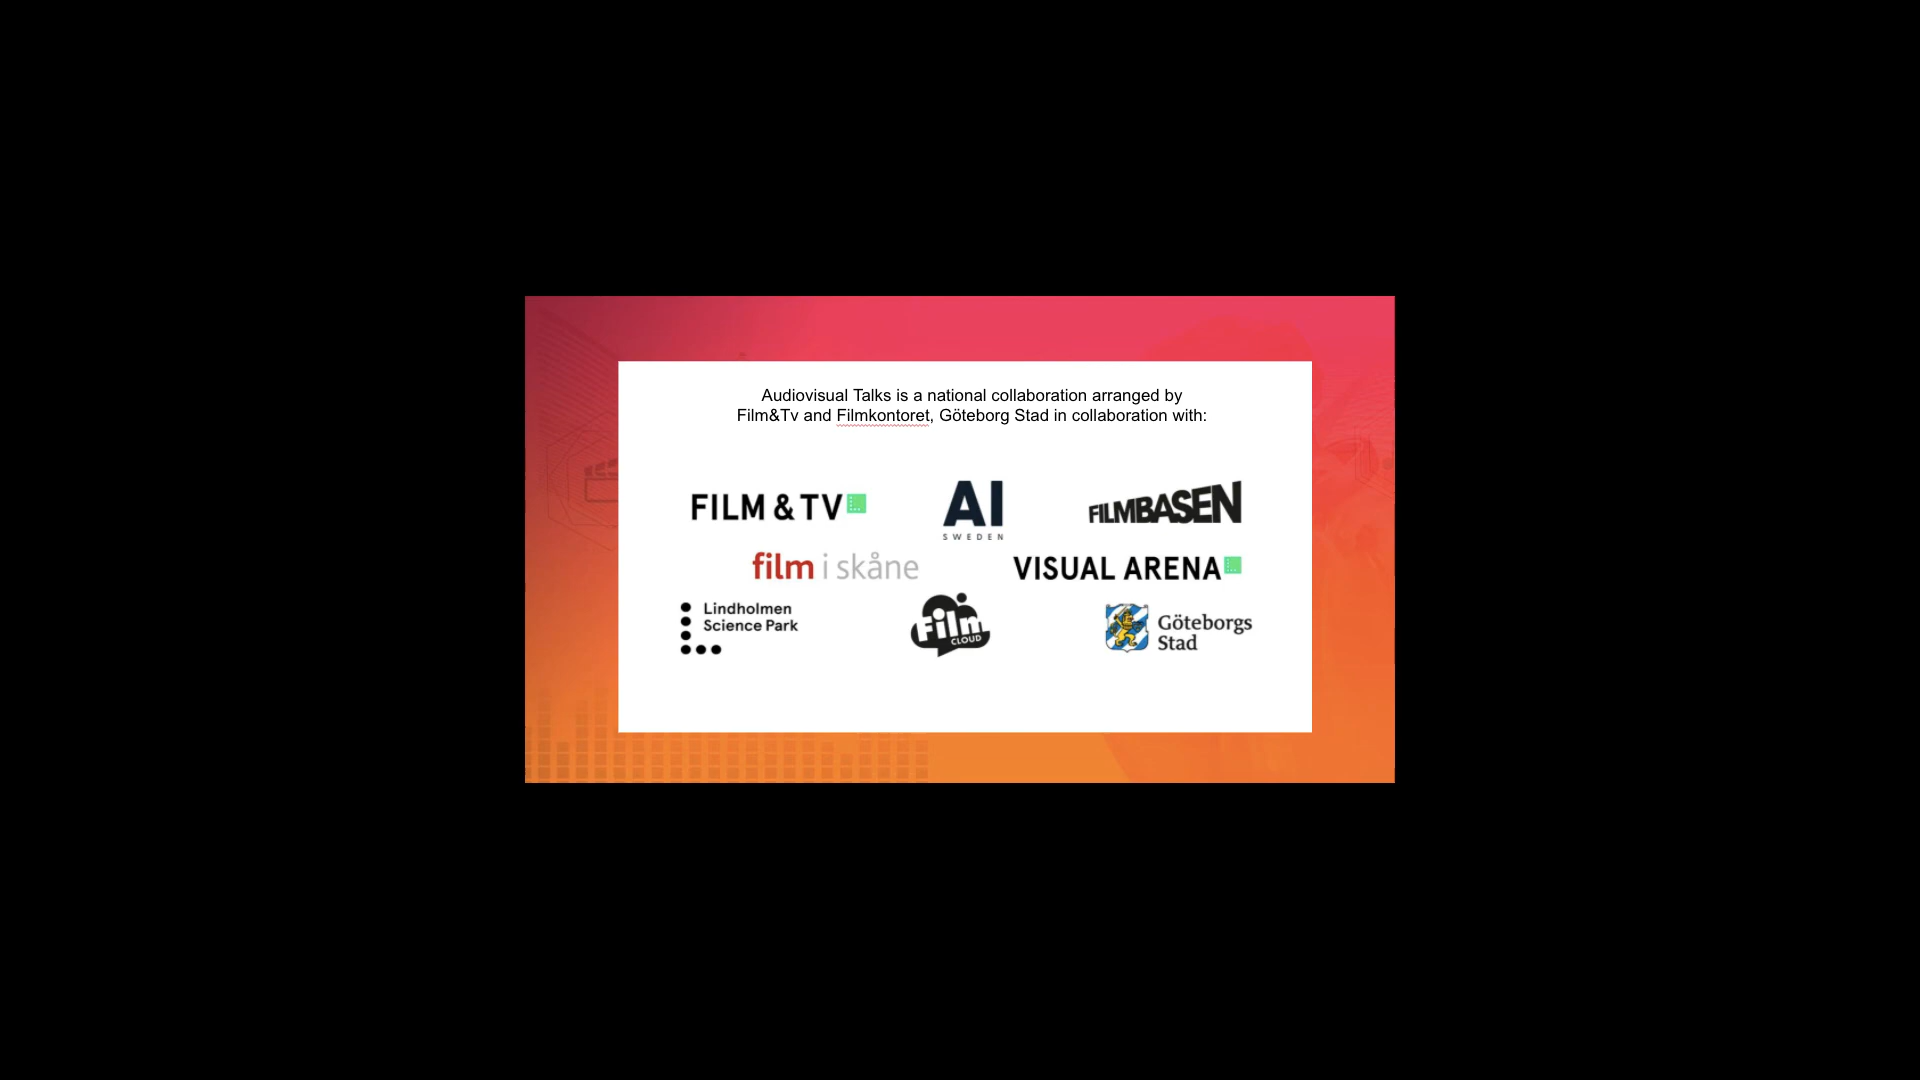 Audiovisual Talks is a national collaboration arranged by
Film&Tv and Filmkontoret, Göteborg Stad in collaboration with:
FILM & TV
AI
SWEDEN
FILMBASEN
film i skåne
VISUAL ARENA
Lindholmen
Science Park
Film
CLOUD
Göteborgs
Stad